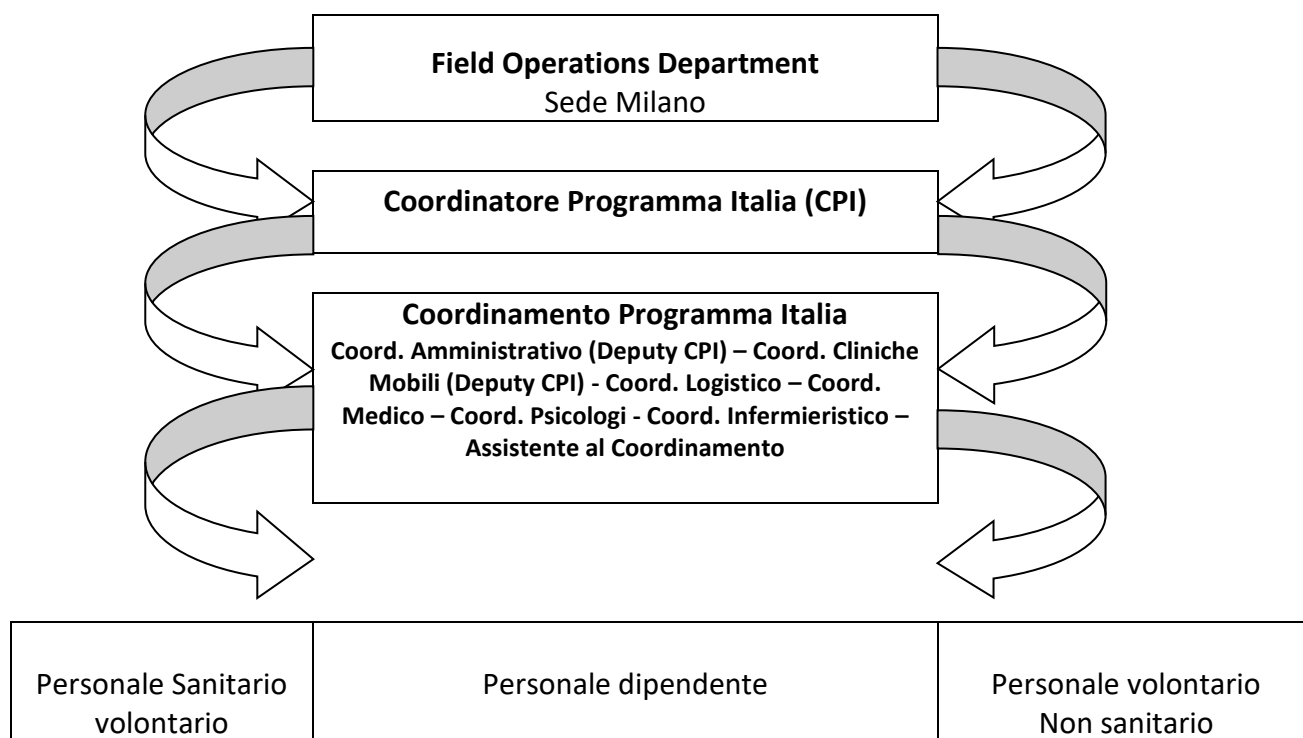 Field Operations Department
Sede Milano
Coordinatore Programma Italia (CPI)
Coordinamento Programma Italia
Coord. Amministrativo (Deputy CPI) – Coord. Cliniche
Mobili (Deputy CPI) - Coord. Logistico – Coord.
Medico – Coord. Psicologi - Coord. Infermieristico –
Assistente al Coordinamento
Personale Sanitario
volontario
Personale dipendente
Personale volontario
Non sanitario